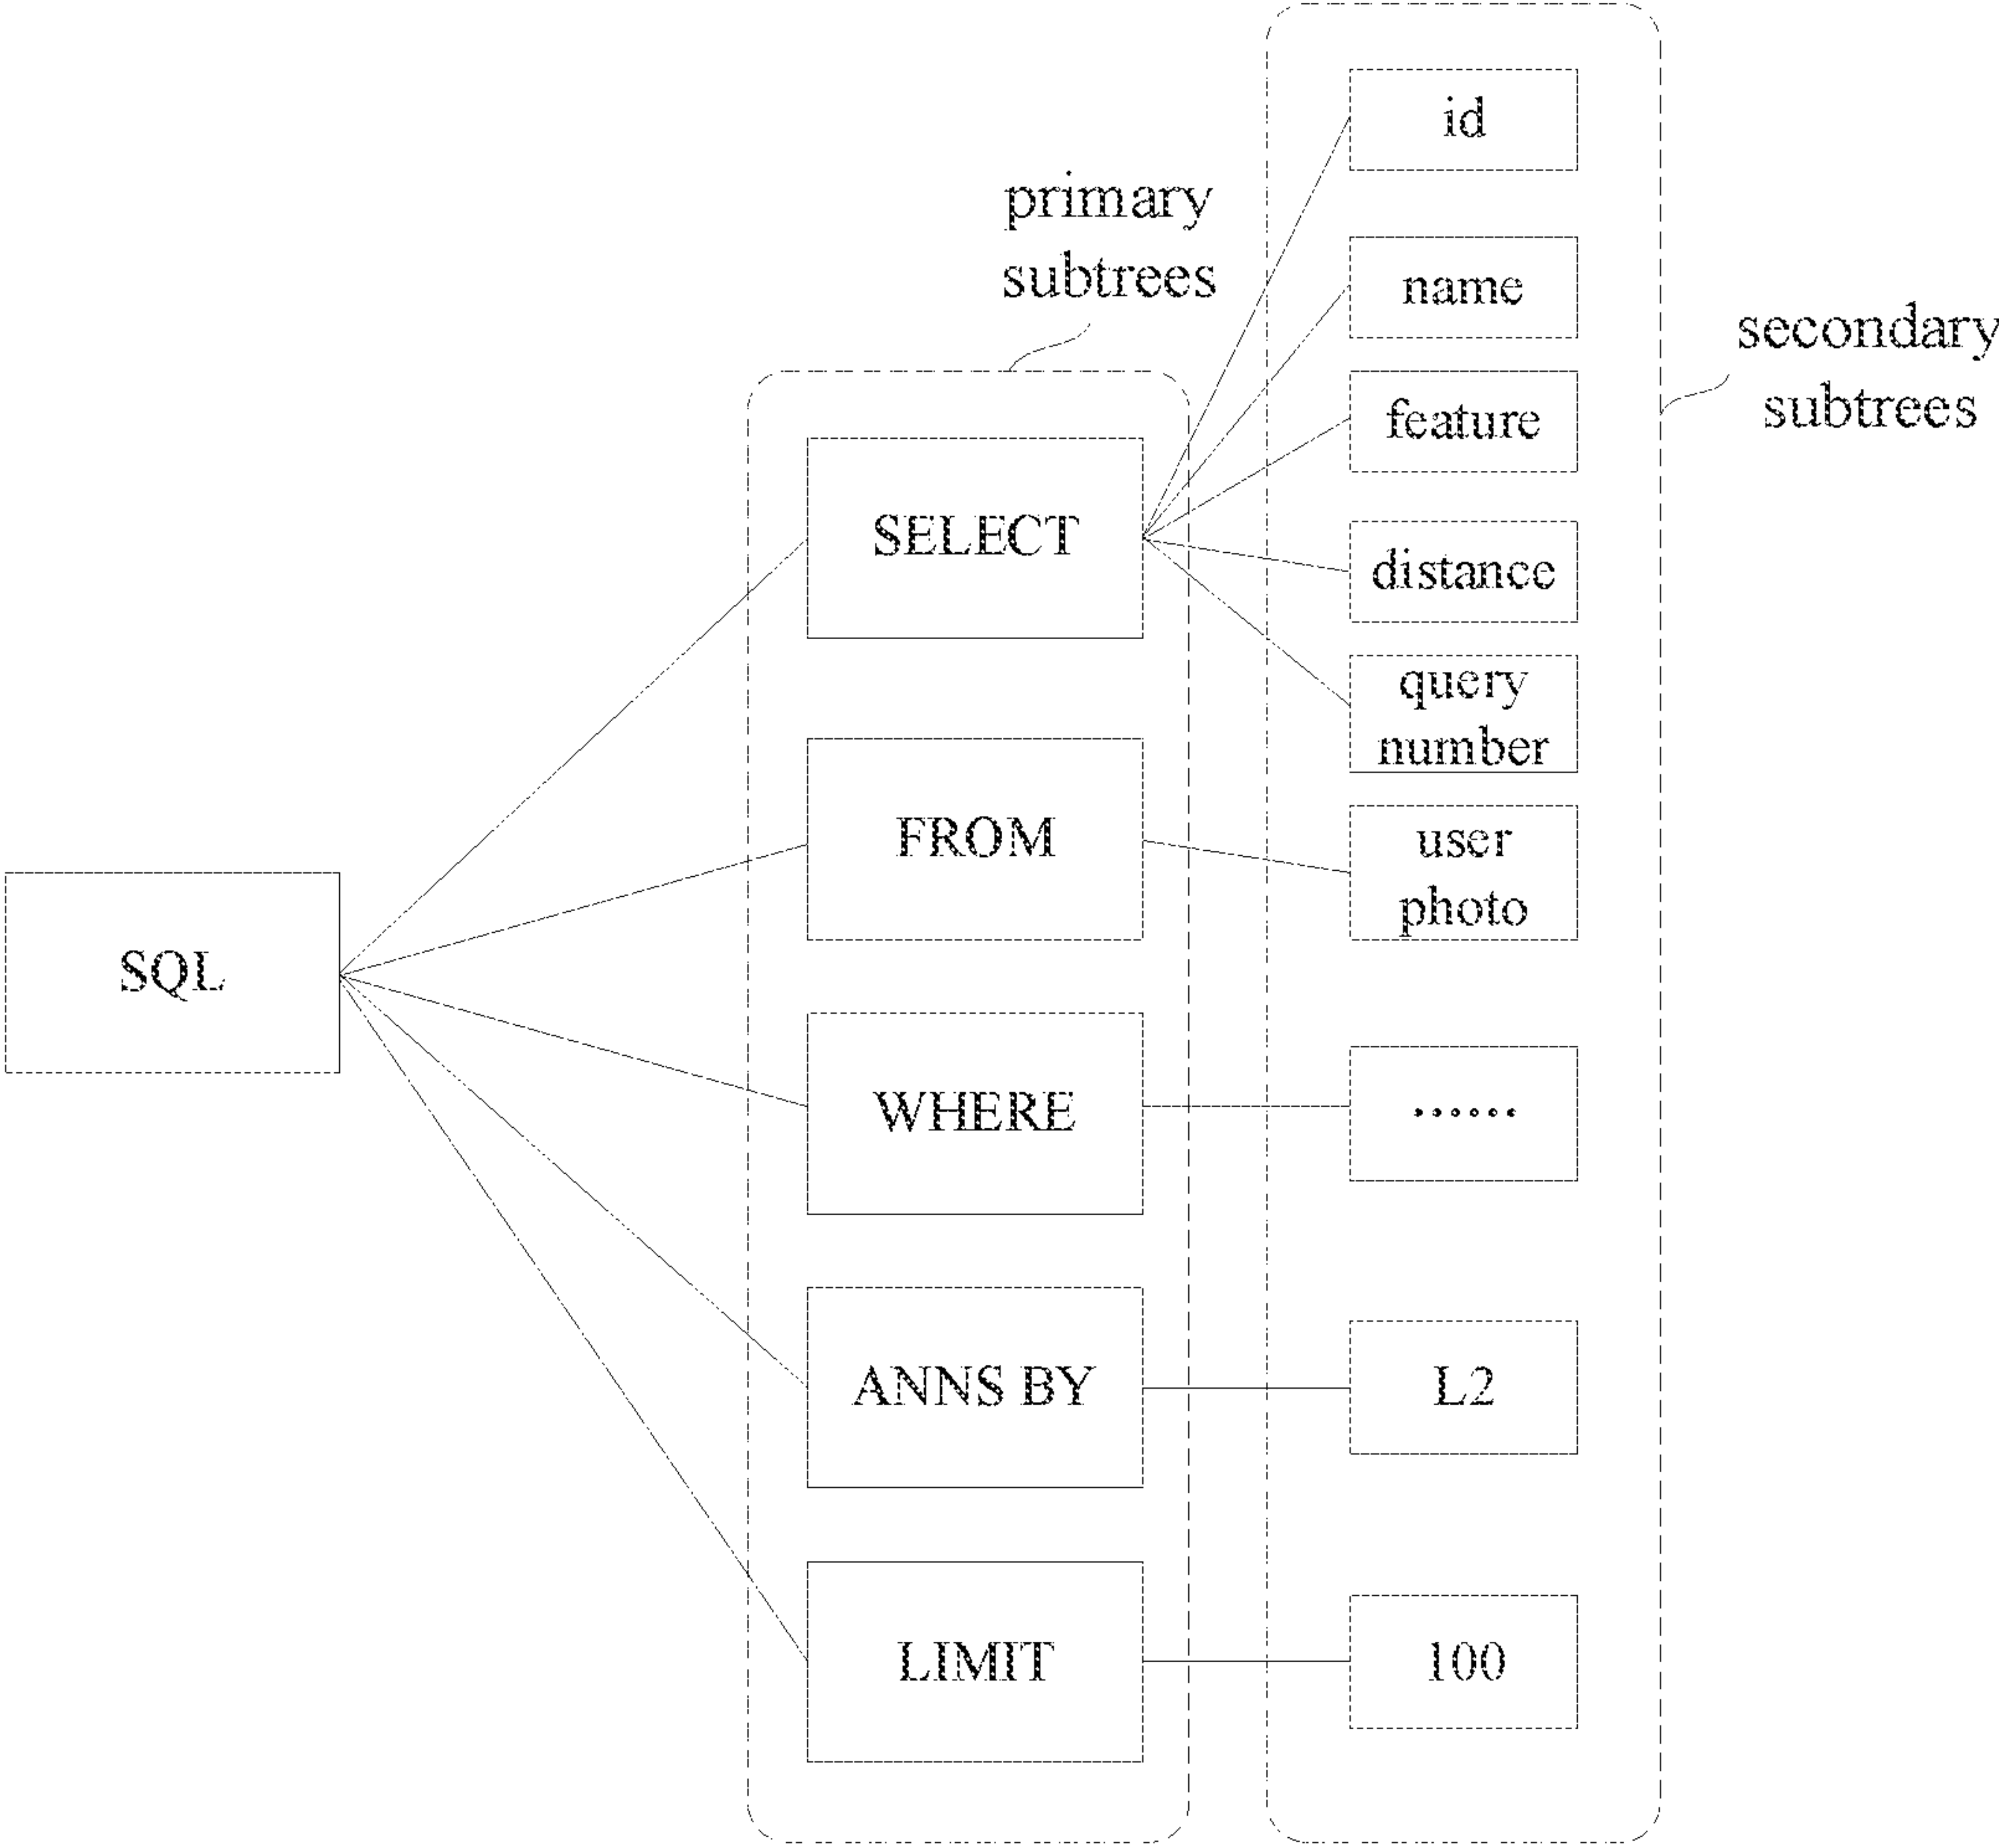 id
primary
subtrees
name
secondary
subtrees
feature
SELECT
distance
query
number
FROM
user
photo
SQL
WHERE
......
ANNS BY
L2
LIMIT
100